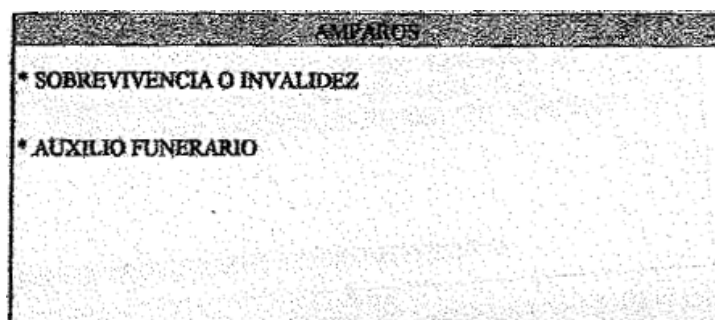 AMPAROS
* SOBREVIVENCIA O INVALIDEZ
* AUXILIO FUNERARIO